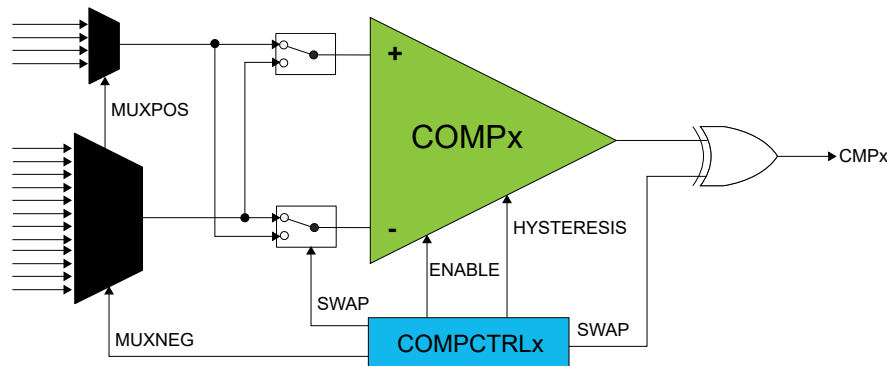 MUXPOS
+
COMPx
CMPx
-
HYSTERESIS
ENABLE
SWAP
SWAP
MUXNEG
COMPCTRLx